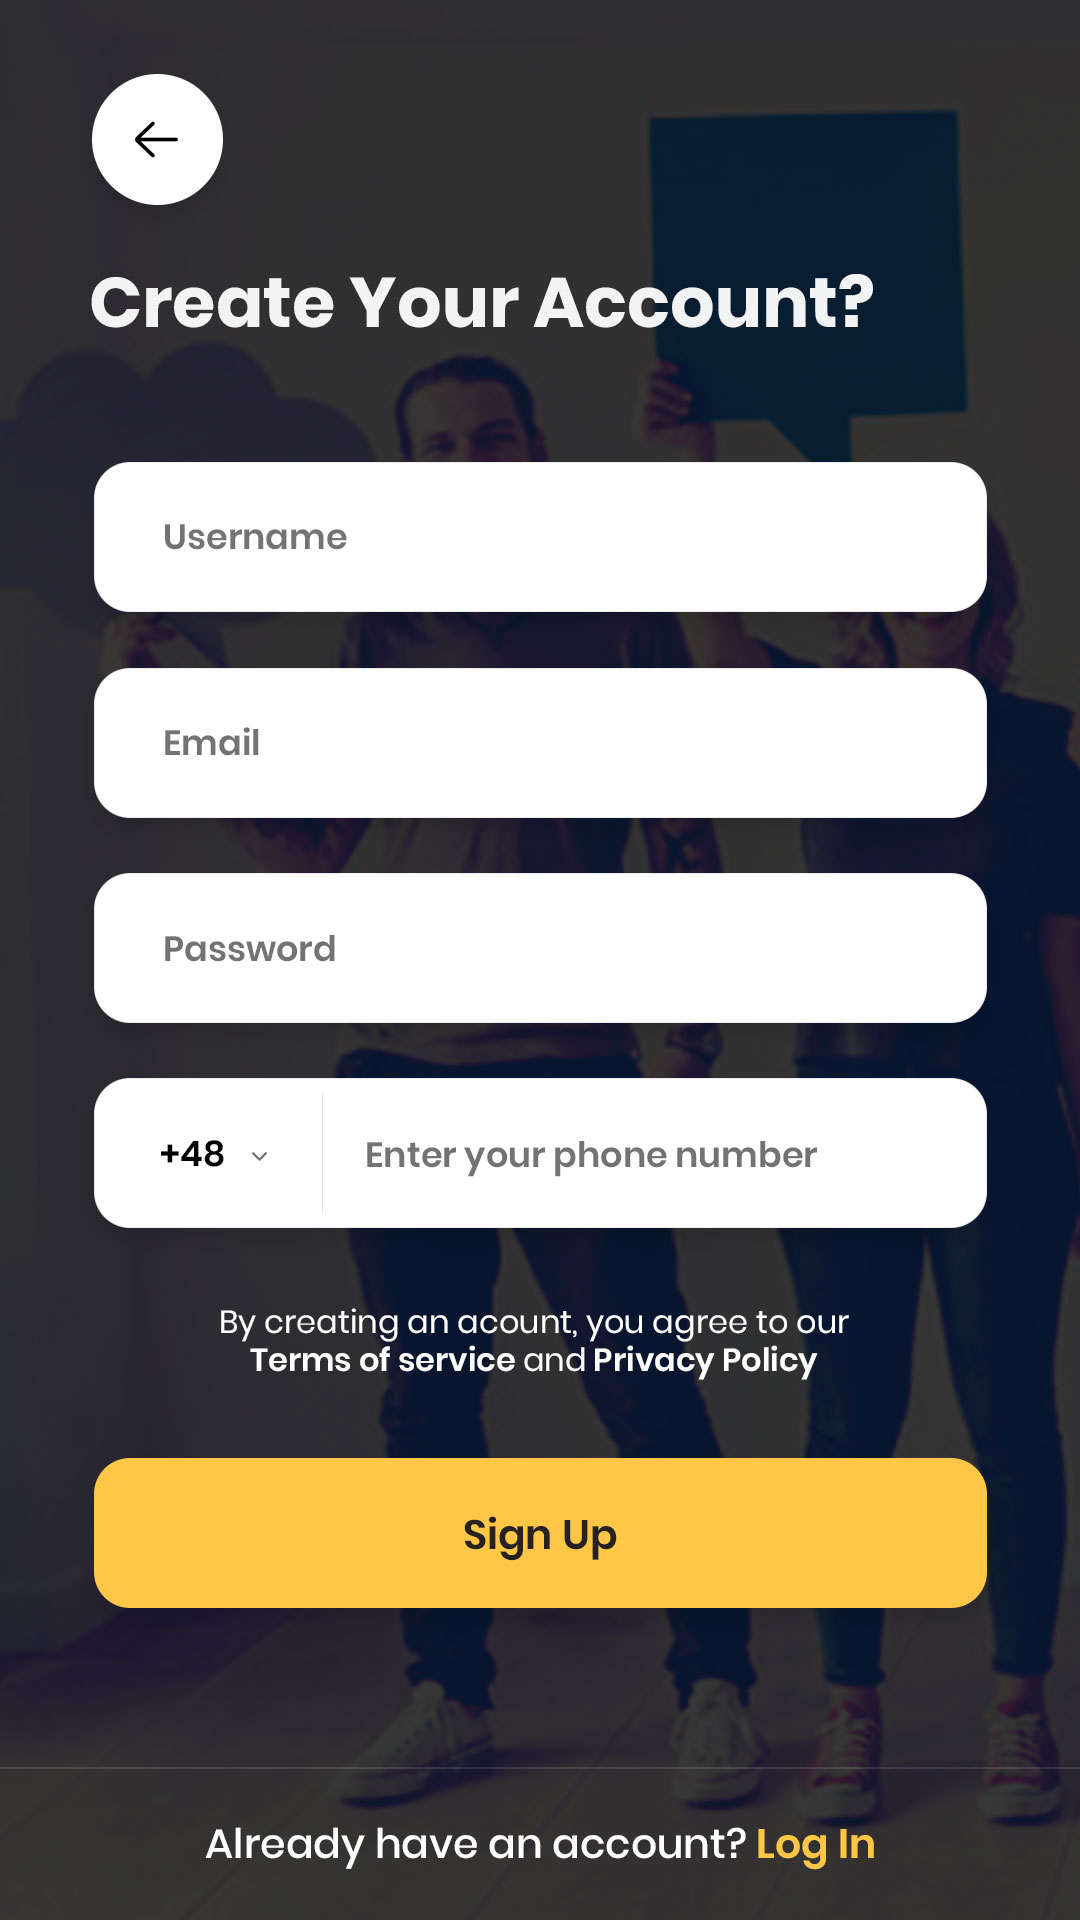 Create Your Account?
Username
Email
Password
+48 Enter your phone number
By creating an acount, you agree to our
Terms of service and Privacy Policy
Sign Up
Already have an account? Log In